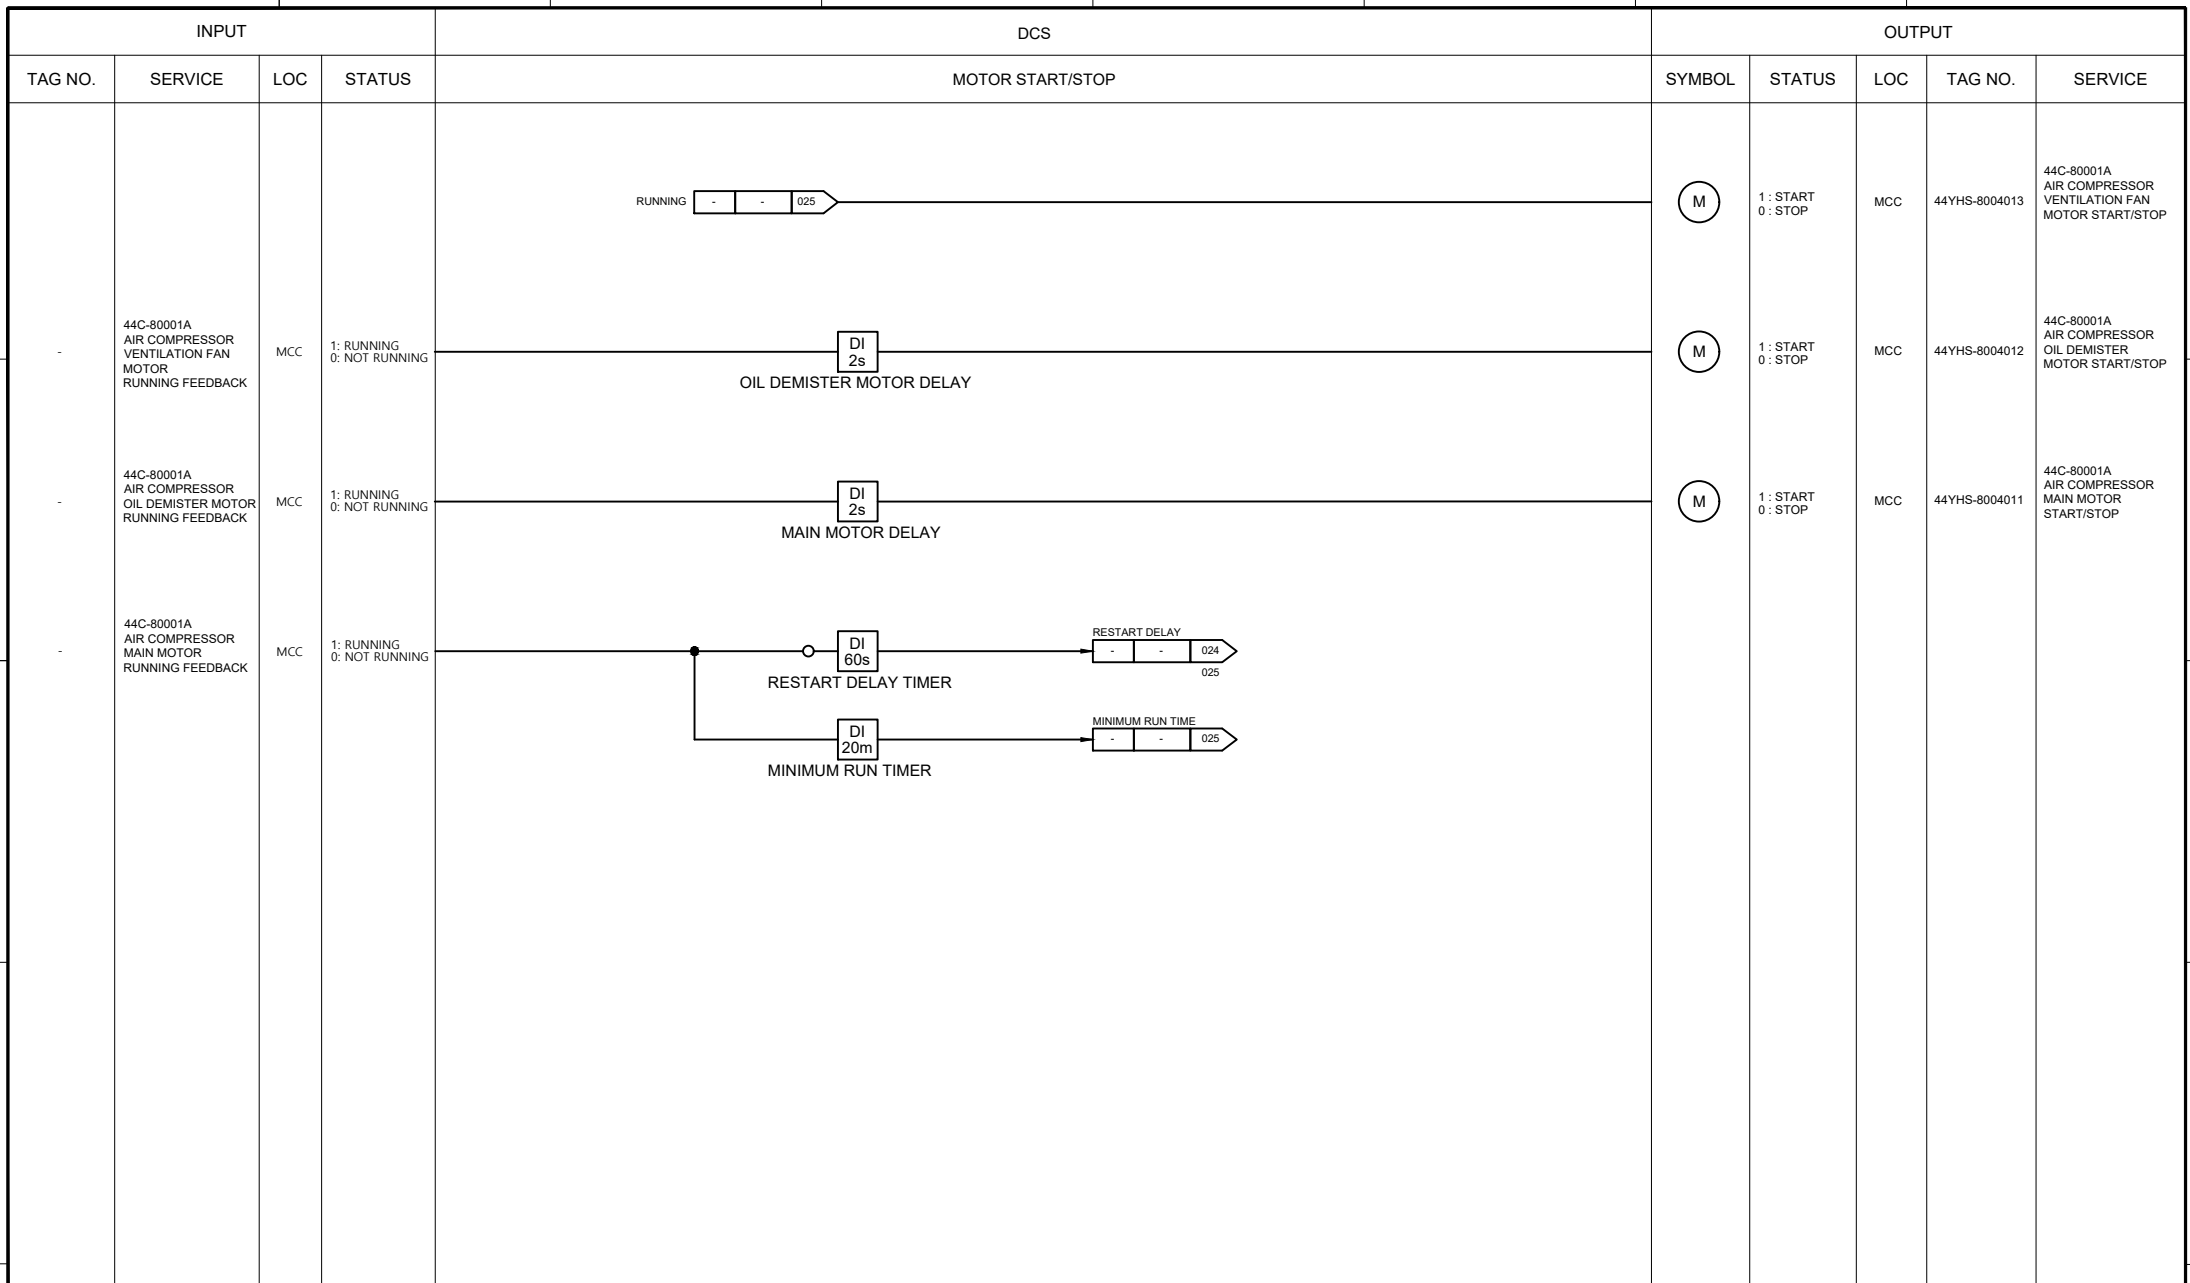 INPUT
DCS
OUTPUT
TAG NO.
SERVICE
LOC
STATUS
MOTOR START/STOP
SYMBOL
STATUS
LOC
TAG NO.
SERVICE
RUNNING
-
-
025
M
1 : START
0 : STOP
MCC
44YHS-8004013
44C-80001A
AIR COMPRESSOR
VENTILATION FAN
MOTOR START/STOP
-
44C-80001A
AIR COMPRESSOR
VENTILATION FAN
MOTOR
RUNNING FEEDBACK
MCC
1: RUNNING
0: NOT RUNNING
DI
2s
OIL DEMISTER MOTOR DELAY
M
1 : START
0 : STOP
MCC
44YHS-8004012
44C-80001A
AIR COMPRESSOR
OIL DEMISTER
MOTOR START/STOP
-
44C-80001A
AIR COMPRESSOR
OIL DEMISTER MOTOR
RUNNING FEEDBACK
MCC
1: RUNNING
0: NOT RUNNING
DI
2s
MAIN MOTOR DELAY
M
1 : START
0 : STOP
MCC
44YHS-8004011
44C-80001A
AIR COMPRESSOR
MAIN MOTOR
START/STOP
-
44C-80001A
AIR COMPRESSOR
MAIN MOTOR
RUNNING FEEDBACK
MCC
1: RUNNING
0: NOT RUNNING
DI
60s
RESTART DELAY TIMER
RESTART DELAY
-
-
024
025
DI
20m
MINIMUM RUN TIMER
MINIMUM RUN TIME
-
-
025